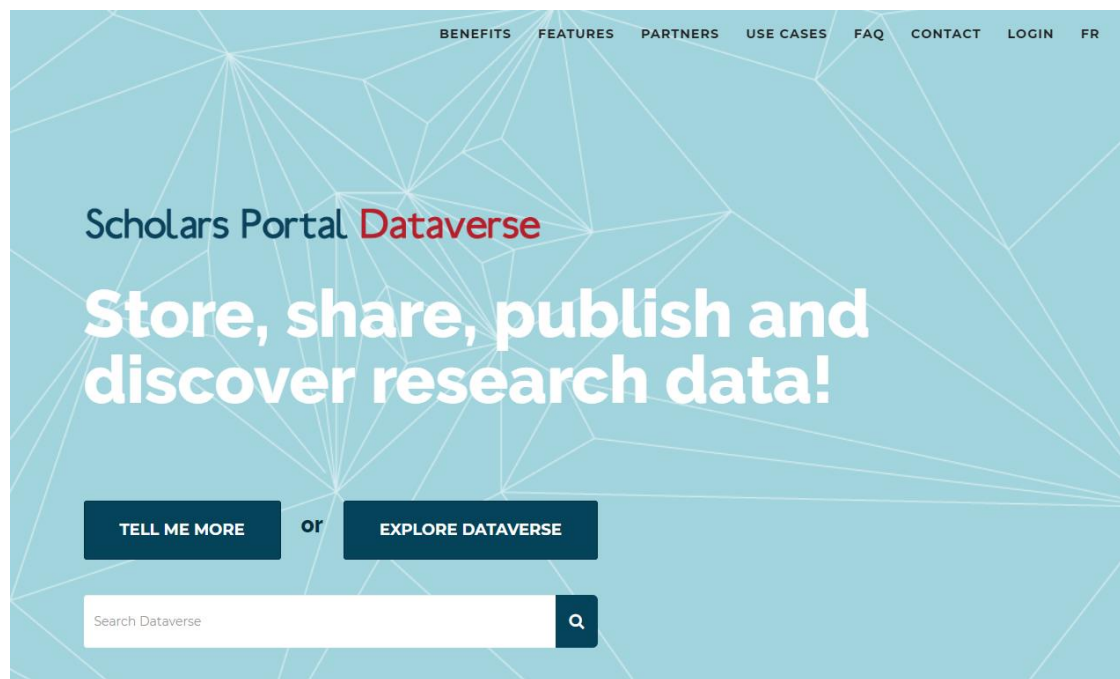 BENEFITS FEATURES PARTNERS USE CASES FAQ CONTACT LOGIN FR
Scholars Portal Dataverse
Store, share, publish and
discover research data!
TELL ME MORE or EXPLORE DATAVERSE
Search Dataverse